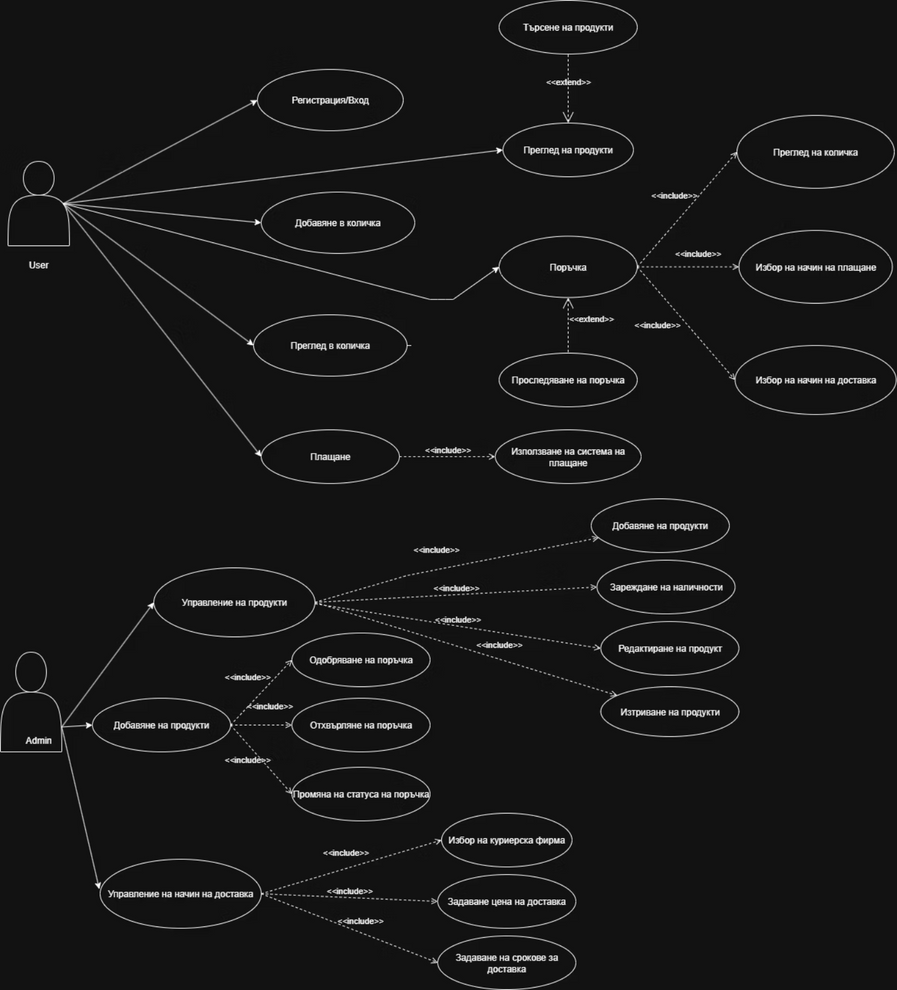 Търсене на продукти
<<extend>>
Регистрация/Вход
Преглед на продукти
Преглед на количка
<<include>>
Добавяне в количка
User
<<include>>
Поръчка
Избор на начин на плащане
<<extend>>
<<include>>
Преглед в количка
Проследяване на поръчка
Избор на начин на доставка
Плащане
<<include>>
Използване на система на
плащане
Добавяне на продукти
<<include>>
Управление на продукти
<<include>>
Зареждане на наличности
<<include>>
Редактиране на продукт
<<include>>
Изтриване на продукти
Одобряване на поръчка
<<include>>
<<include>>
Admin
Добавяне на продукти
Отхвърляне на поръчка
<<include>>
Промяна на статуса на поръчка
Избор на куриерска фирма
<<include>>
Управление на начин на доставка
<<include>>
Задаване цена на доставка
<<include>>
Задаване на срокове за
доставка